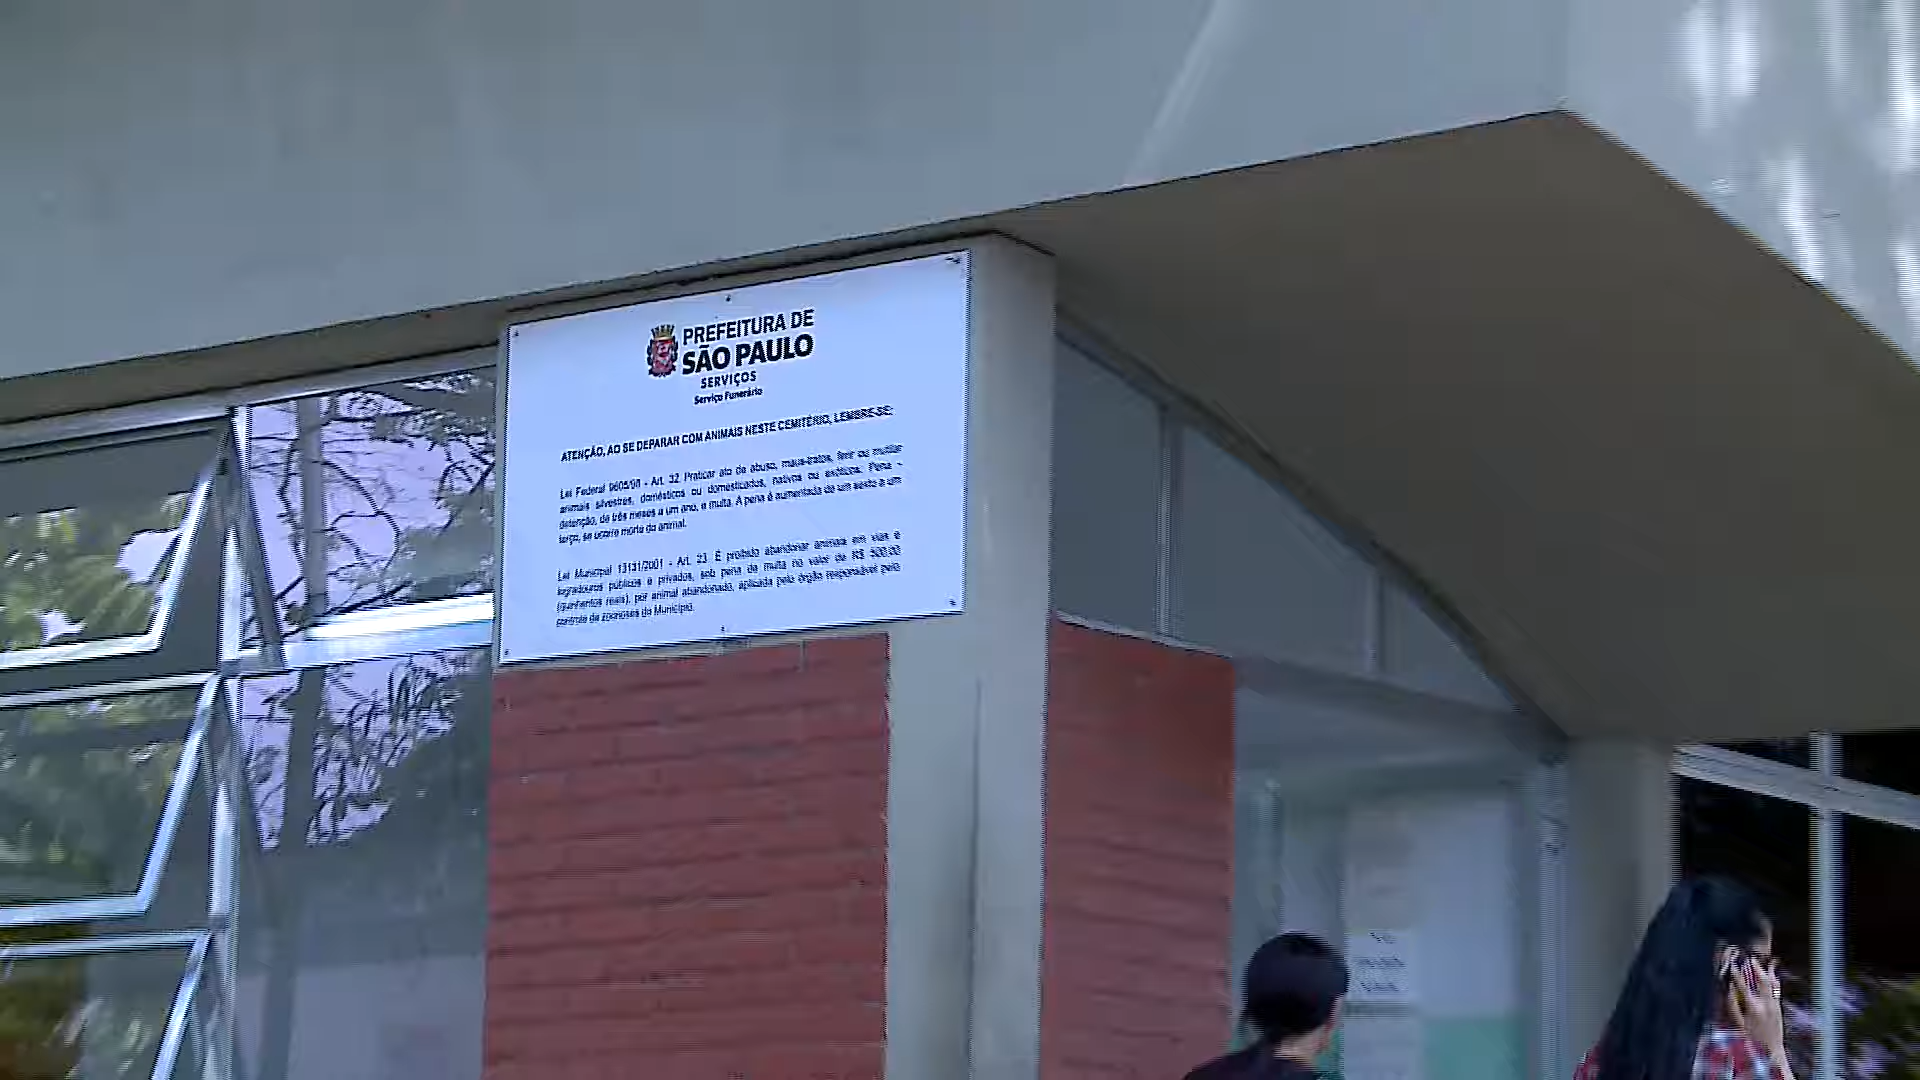 PREFEITURA DE
SÃO PAULO
SERVIÇOS
Serviço Funerário
ATENÇÃO, AO SE DEPARAR COM ANIMAIS NESTE CEMITÉRIO, LEMBRE-SE:
Lei Federal 9605/98 - Art. 32 Praticar ato de abuso, maus-tratos, ferir ou mutilar
animais silvestres, domésticos ou domesticados, nativos ou exóticos: Pena -
detenção, de três meses a um ano, e multa. A pena é aumentada de um sexto a um
terço, se ocorre morte do animal.
Lei Municipal 13131/2001 - Art. 23 É proibido abandonar animais em vias e
logradouros públicos e privados, sob pena de multa no valor de R$ 500,00
(quinhentos reais), por animal abandonado, aplicada pelo órgão responsável pelo
controle de zoonoses do Município.